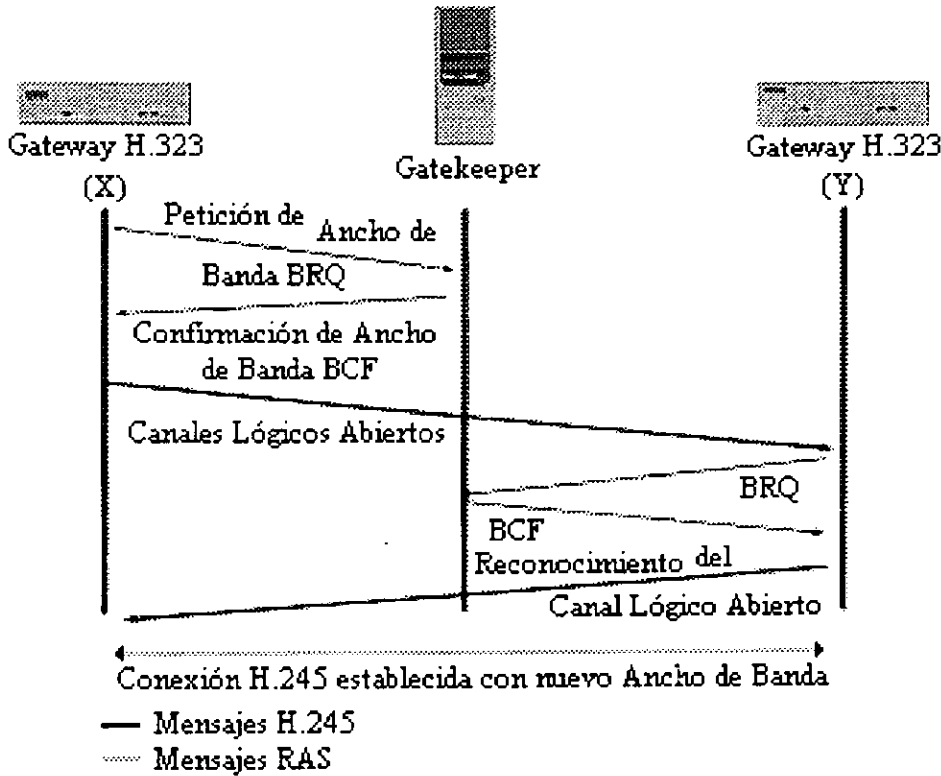 Gateway H.323
(X)
Gatekeeper
Gateway H.323
(Y)
Petición de Ancho de
Banda BRQ
Confirmación de Ancho
de Banda BCF
Canales Lógicos Abiertos
BRQ
BCF
Reconocimiento del
Canal Lógico Abierto
Conexión H.245 establecida con nuevo Ancho de Banda
Mensajes H.245
Mensajes RAS